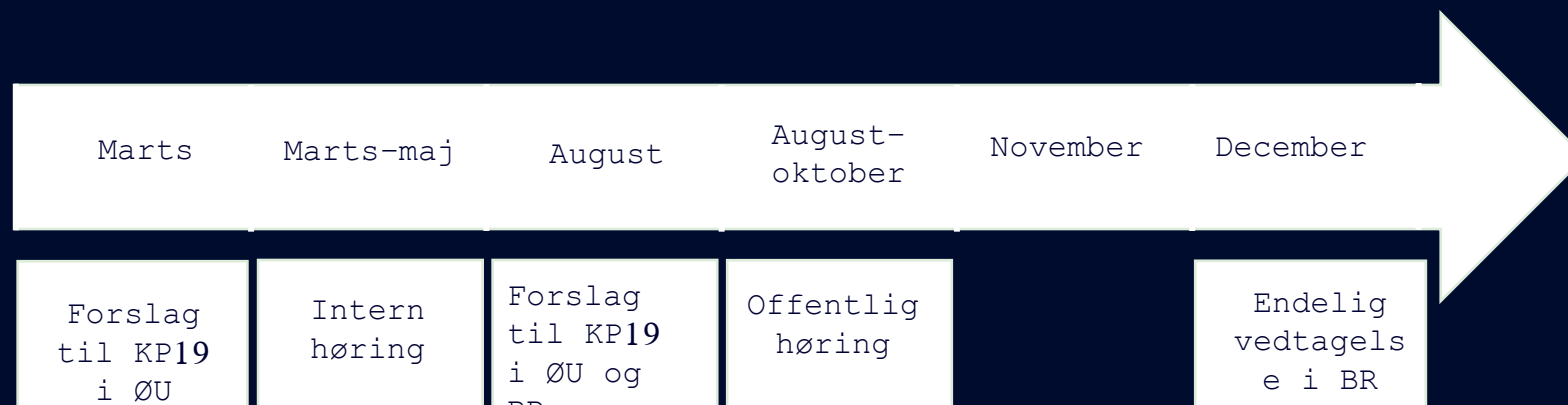 Marts
Marts-maj
August
August-
oktober
November
December
Forslag
til KP19
i ØU
Intern
høring
Forslag
til KP19
i ØU og
Offentlig
høring
Endelig
vedtagels
e i BR